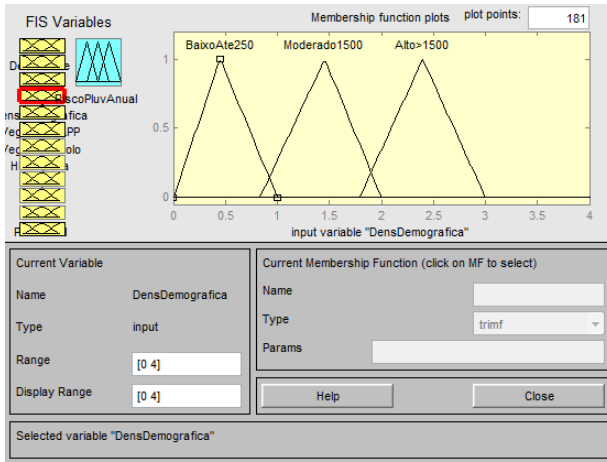 FIS Variables
Membership function plots
plot points:
181
BaixoAte250
Moderado1500
Alto>1500
RiscoPluvAnual
1
0.5
0
0
0.5
1
1.5
2
2.5
3
3.5
4
input variable "DensDemografica"
Current Variable
Name
DensDemografica
Type
input
Range
[0 4]
Display Range
[0 4]
Current Membership Function (click on MF to select)
Name
Type
trimf
Params
Help
Close
Selected variable "DensDemografica"